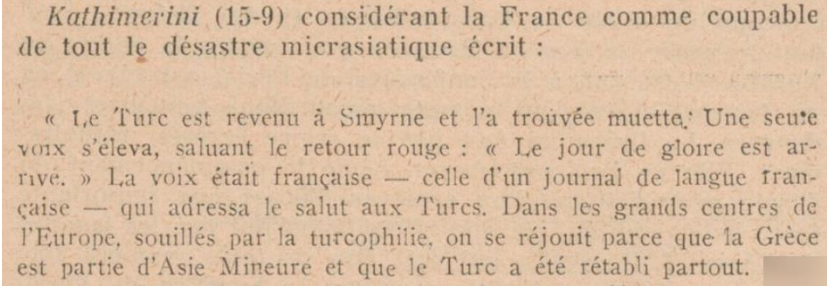 Kathimerini (15-9) considérant la France comme coupable
de tout le désastre micrasiatique écrit :
« Le Turc est revenu à Smyrne et l'a trouvée muette. Une seule
voix s'éleva, saluant le retour rouge : « Le jour de gloire est ar-
rivé. » La voix était française — celle d'un journal de langue fran-
çaise — qui adressa le salut aux Turcs. Dans les grands centres de
l'Europe, souillés par la turcophilie, on se réjouit parce que la Grèce
est partie d'Asie Mineure et que le Turc a été rétabli partout.